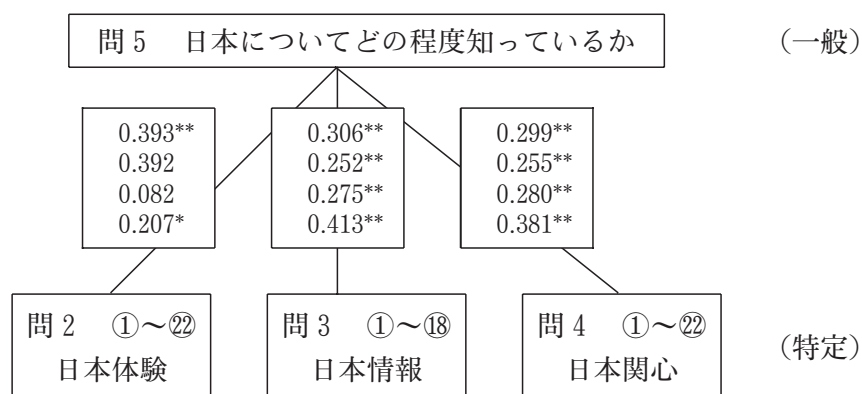 問5 日本についてどの程度知っているか
(一般)
0.393**
0.392
0.082
0.207*
0.306**
0.252**
0.275**
0.413**
0.299**
0.255**
0.280**
0.381**
問2 ①～㉒
日本体験
問3 ①～⑱
日本情報
問4 ①～㉒
日本関心
(特定)